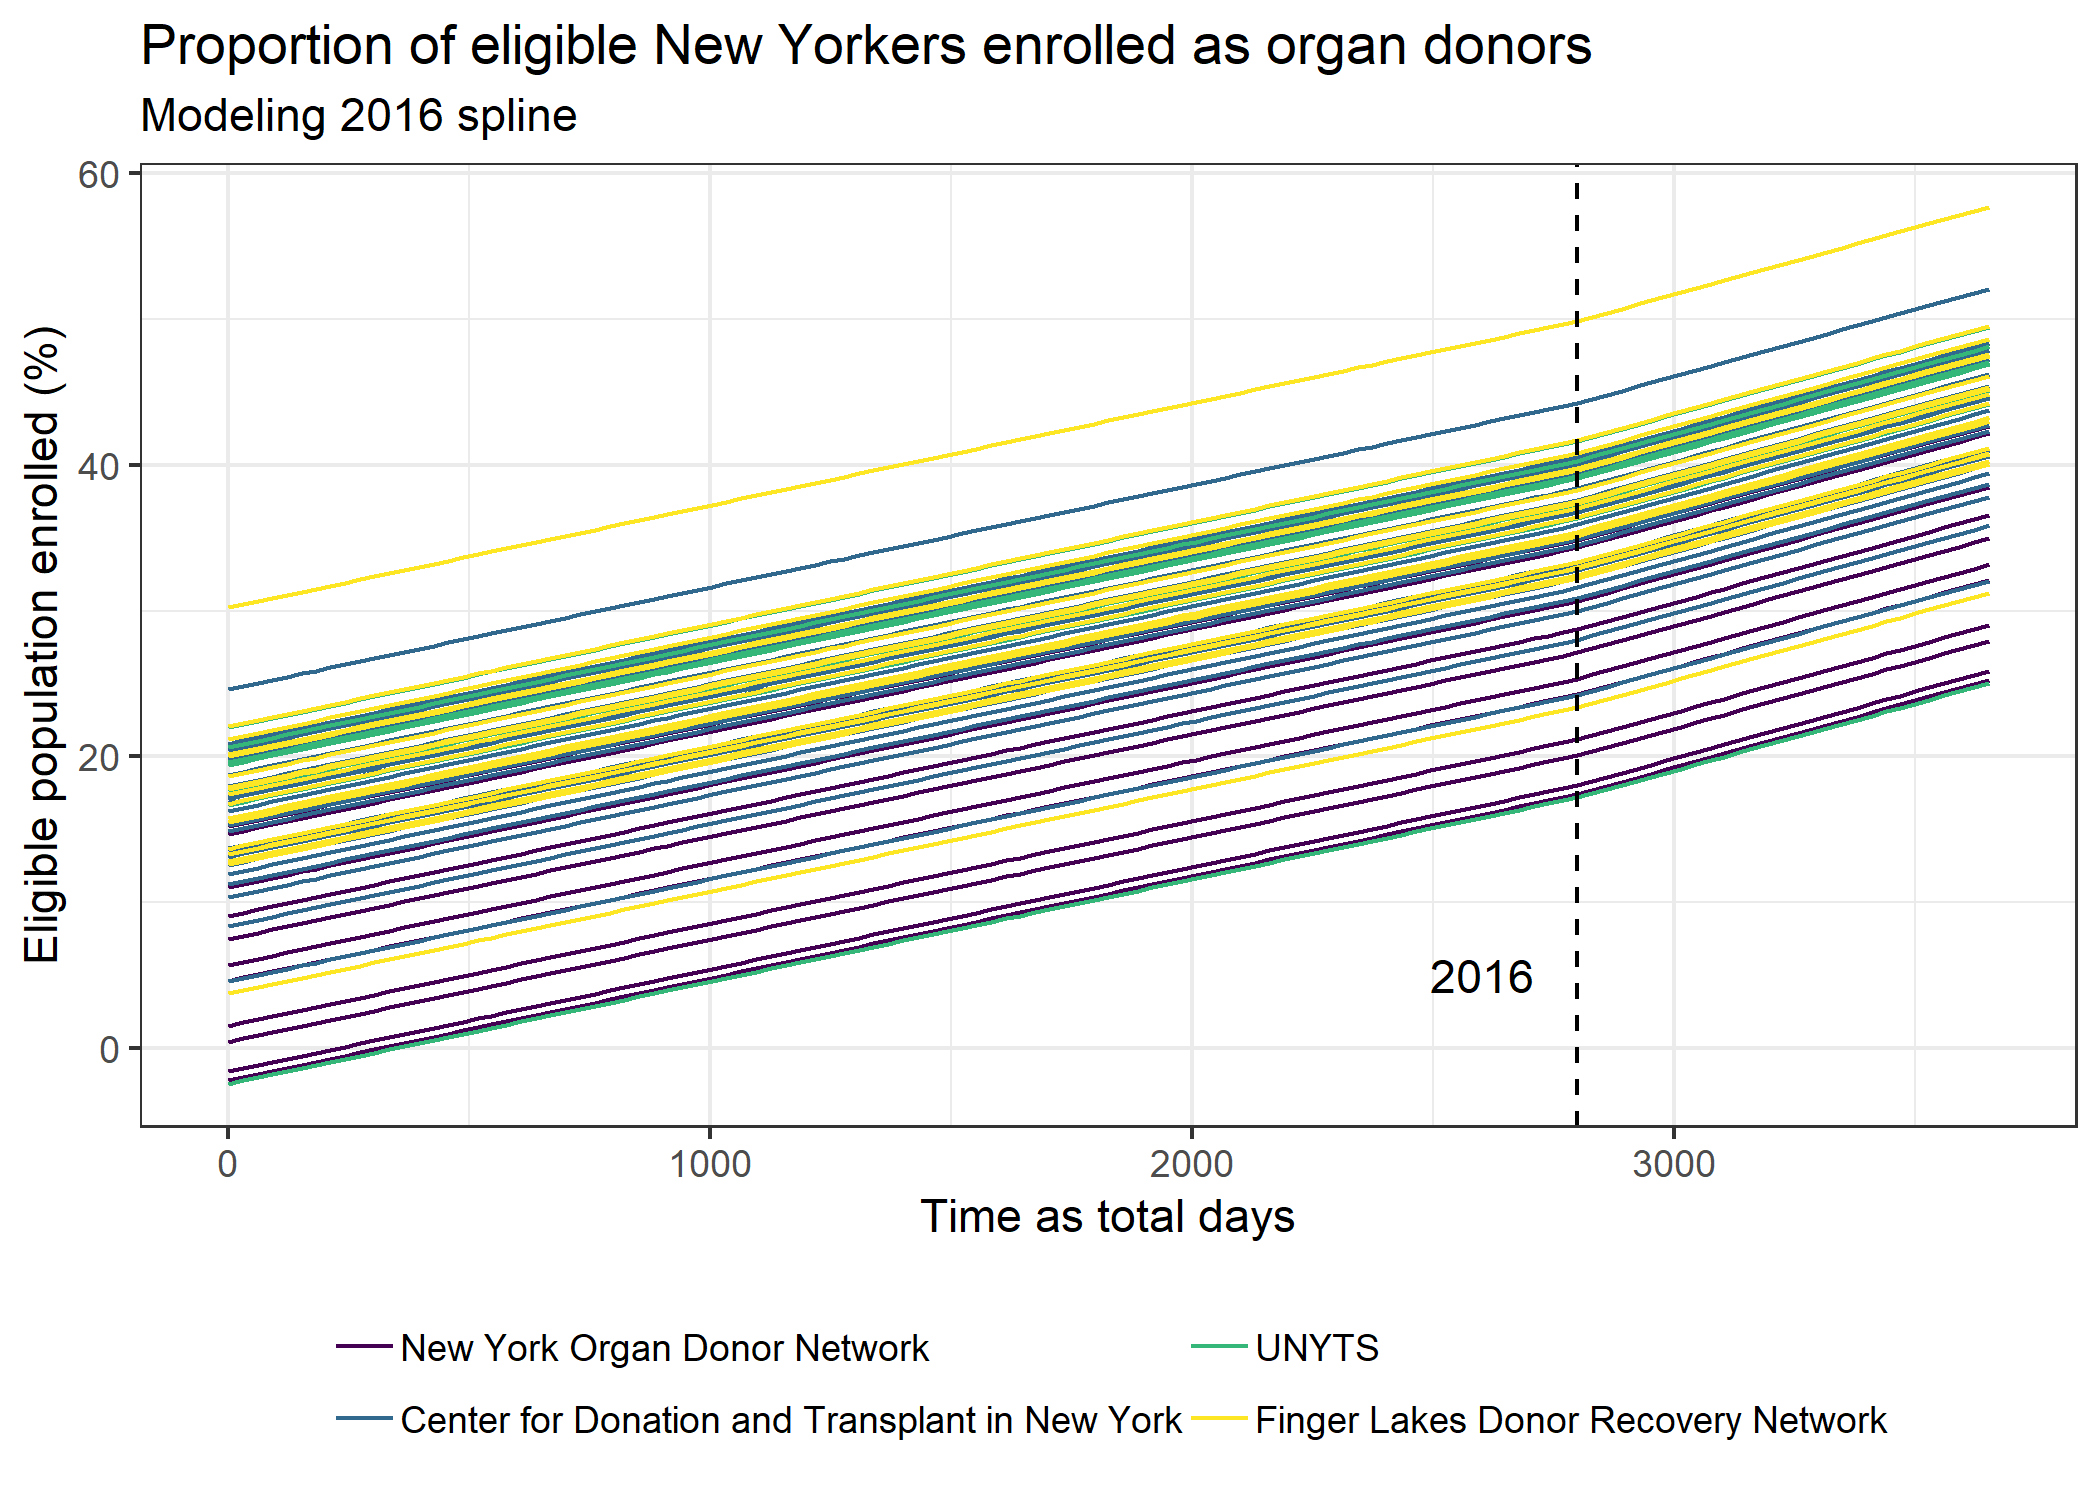 Proportion of eligible New Yorkers enrolled as organ donors
Modeling 2016 spline
Eligible population enrolled (%)
60
40
20
0
2016
0 1000 2000 3000
Time as total days
New York Organ Donor Network UNYTS
Center for Donation and Transplant in New York Finger Lakes Donor Recovery Network